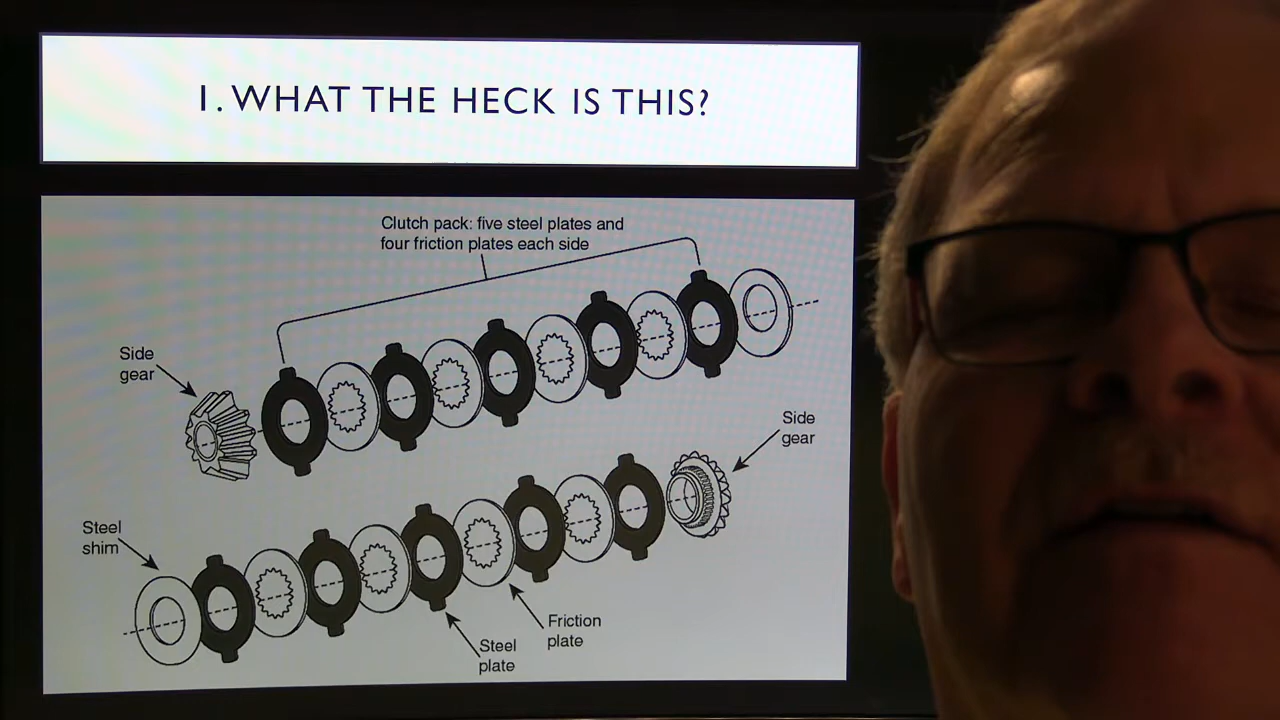 1. WHAT THE HECK IS THIS?
Clutch pack: five steel plates and
four friction plates each side
Side
gear
Side
gear
Steel
shim
Friction
plate
Steel
plate